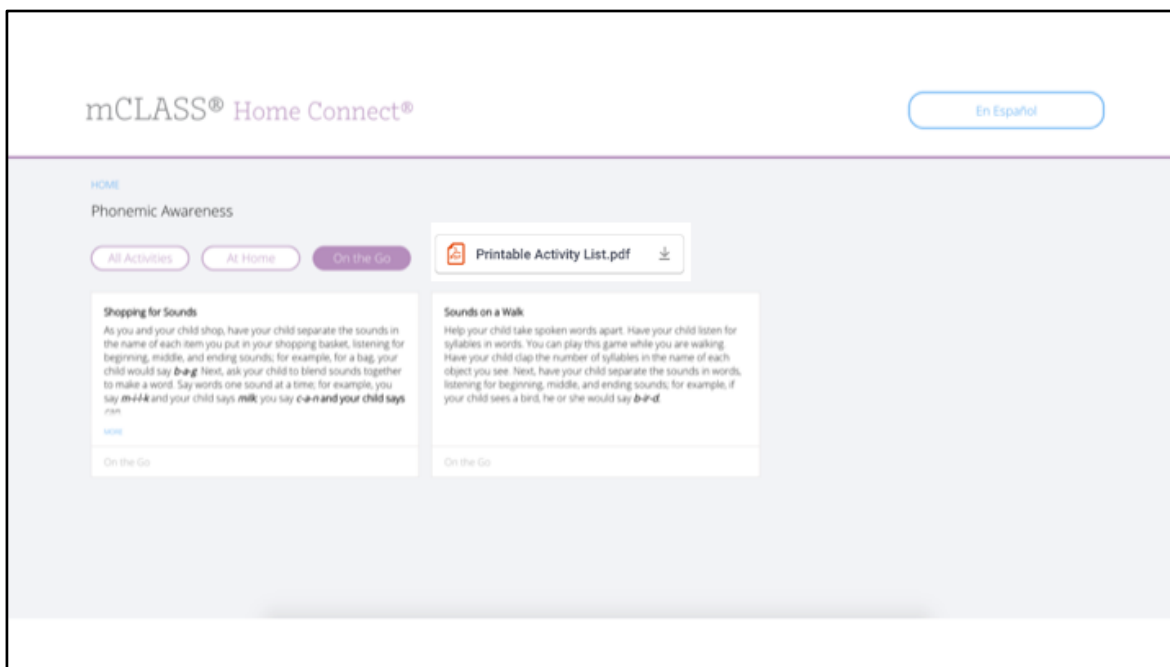 mCLASS® Home Connect®
En Español
HOME
Phonemic Awareness
All Activities
At Home
On the Go
Printable Activity List.pdf
Shopping for Sounds
As you and your child shop, have your child separate the sounds in
the name of each item you put in your shopping basket, listening for
beginning, middle, and ending sounds; for example, for a bag, your
child would say b-a-g. Next, ask your child to blend sounds together
to make a word. Say words one sound at a time; for example, you
say m-i-l-k and your child says milk; you say c-a-n and your child says
can.
MORE
On the Go
Sounds on a Walk
Help your child take spoken words apart. Have your child listen for
syllables in words. You can play this game while you are walking.
Have your child clap the number of syllables in the name of each
object you see. Next, have your child separate the sounds in words,
listening for beginning, middle, and ending sounds; for example, if
your child sees a bird, he or she would say b-ir-d.
On the Go